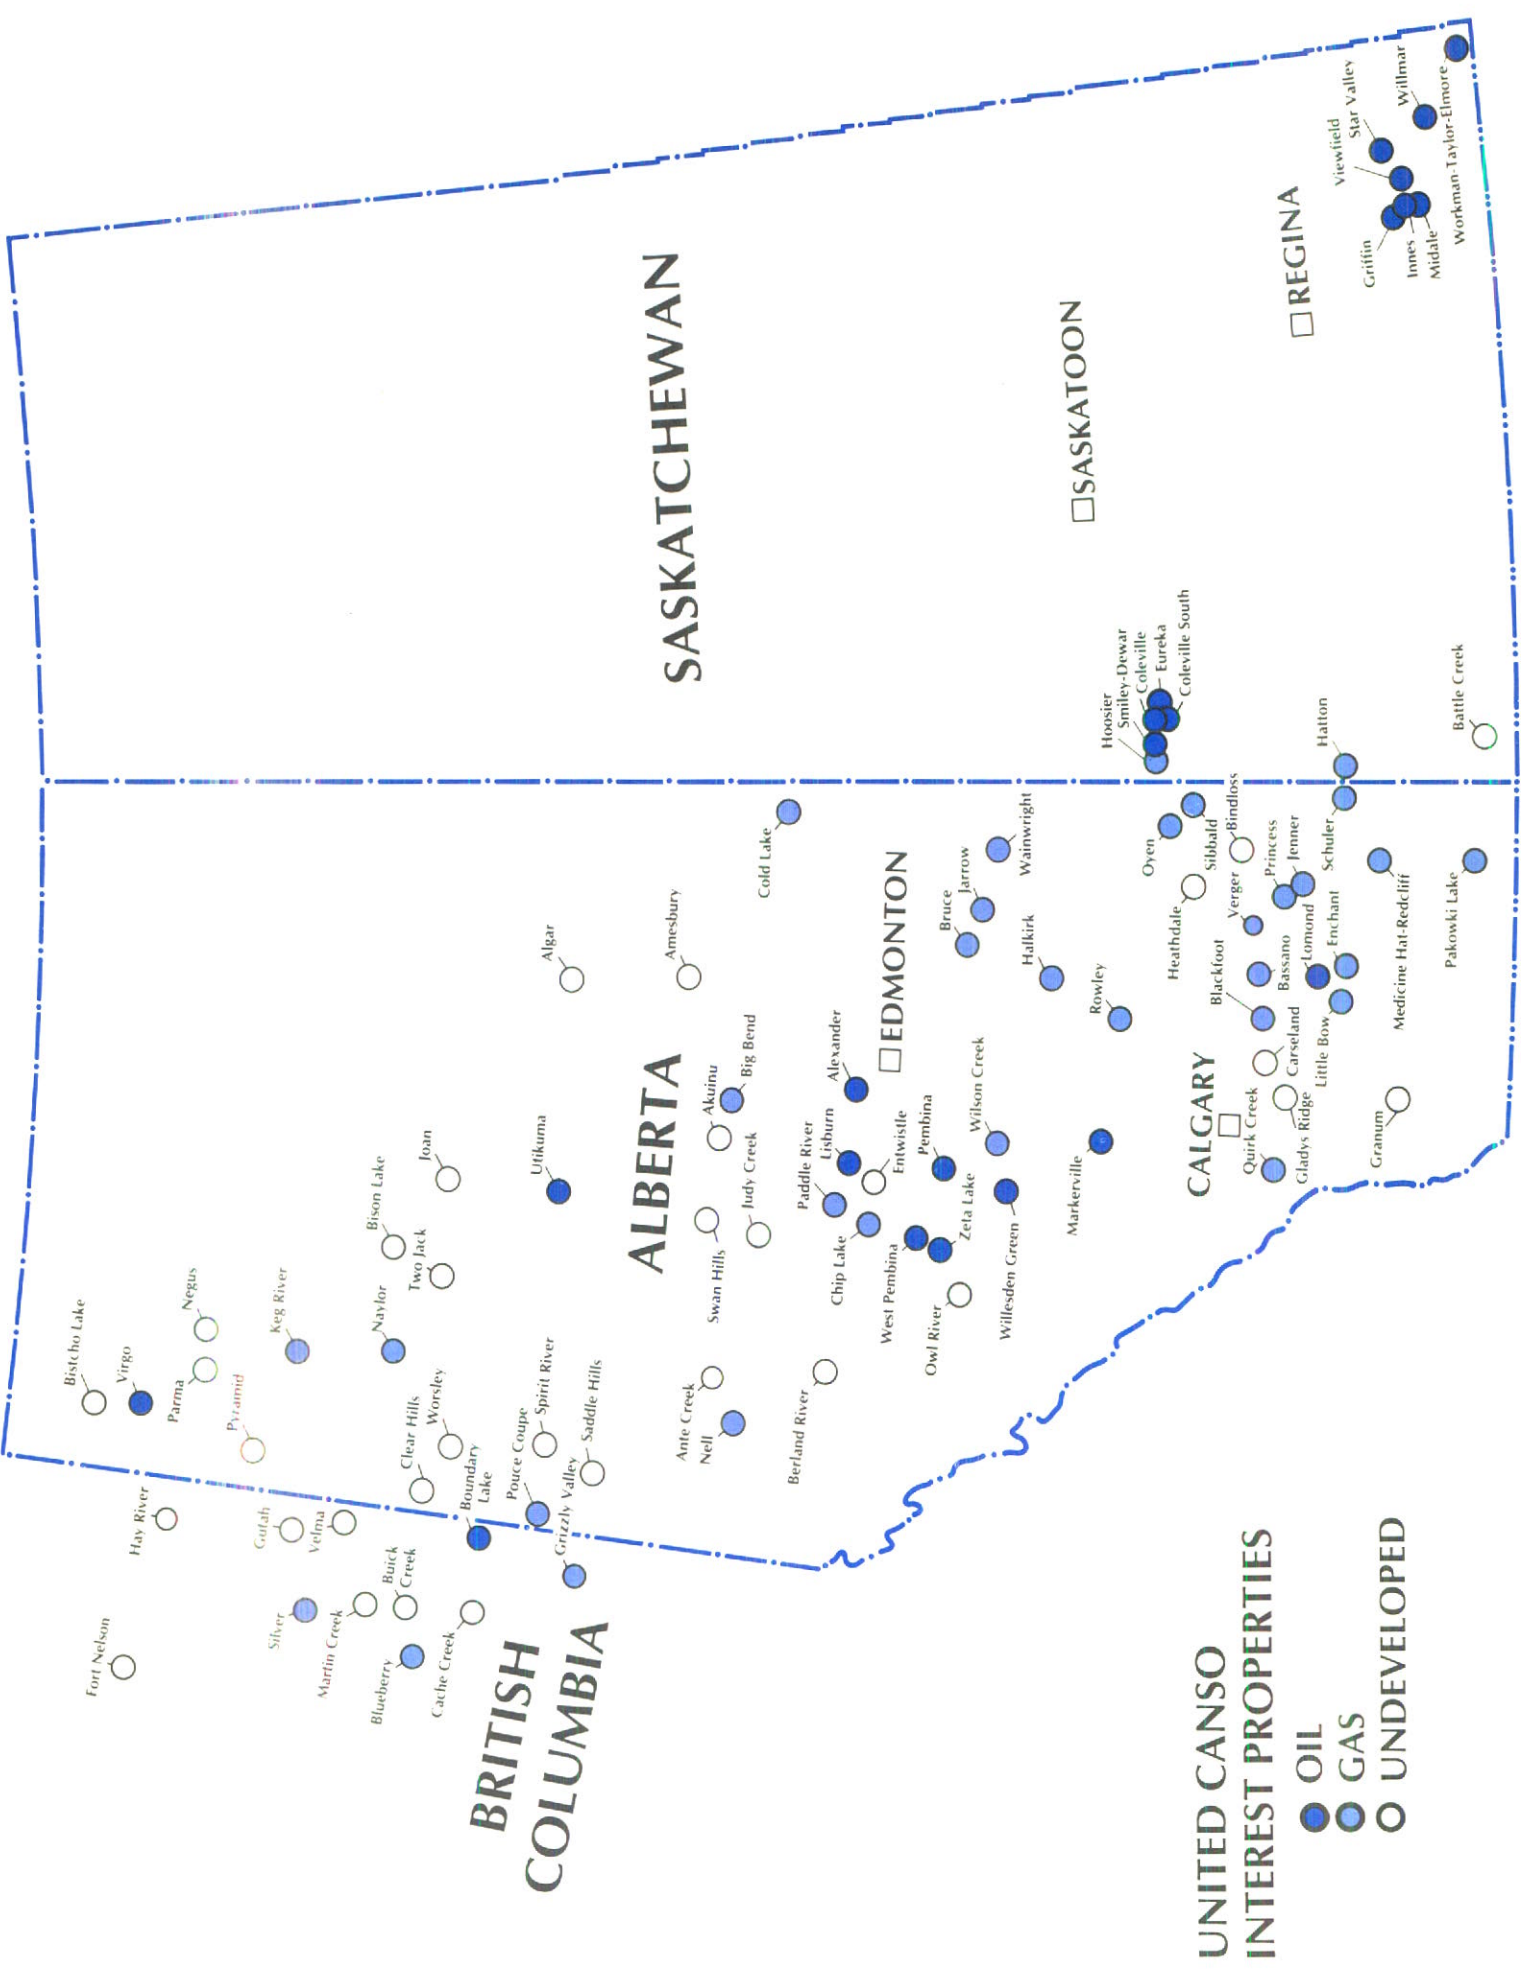 Fort Nelson
Hay River
Silver
Gutah
Velma
Martin Creek
Buick
Creek
Blueberry
Cache Creek
BRITISH
COLUMBIA
Bistcho Lake
Virgo
Parma
Negus
Pyramid
Keg River
Naylor
Bison Lake
Two Jack
Joan
Clear Hills
Worsley
Boundary
Lake
Pouce Coupe
Spirit River
Grizzly Valley
Saddle Hills
Utikuma
Algar
Amesbury
ALBERTA
Akuinu
Big Bend
Swan Hills
Judy Creek
Ante Creek
Nell
Berland River
Cold Lake
Paddle River
Lisburn
Alexander
EDMONTON
Entwistle
Chip Lake
Pembina
West Pembina
Zeta Lake
Owl River
Wilson Creek
Willesden Green
Markerville
Bruce
Jarrow
Wainwright
Halkirk
Rowley
Oyen
Sibbald
Heathdale
Bindloss
Verger
Princess
Jenner
Blackfoot
Bassano
Lomond
Enchant
Schuler
Hatton
CALGARY
Quirk Creek
Gladys Ridge
Carseland
Little Bow
Granum
Medicine Hat-Redcliff
Pakowki Lake
SASKATCHEWAN
SASKATOON
Hoosier
Smiley-Dewar
Coleville
Eureka
Coleville South
Battle Creek
REGINA
Viewfield
Star Valley
Willmar
Griffin
Innes
Midale
Workman-Taylor-Elmore
UNITED CANSO
INTEREST PROPERTIES
OIL
GAS
UNDEVELOPED